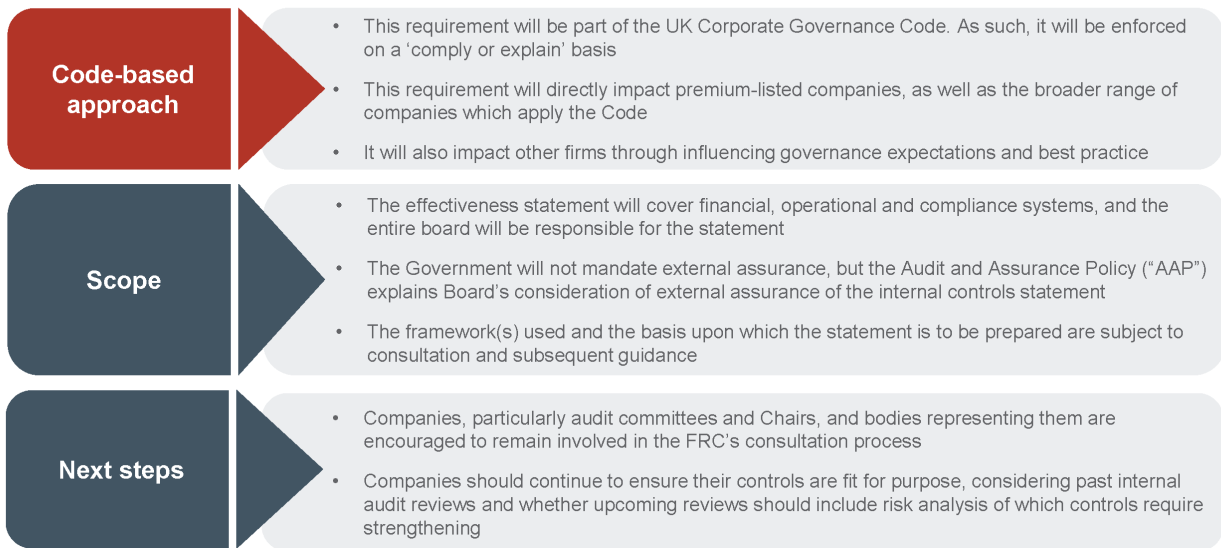 Code-based
approach
• This requirement will be part of the UK Corporate Governance Code. As such, it will be enforced
on a ‘comply or explain’ basis
• This requirement will directly impact premium-listed companies, as well as the broader range of
companies which apply the Code
• It will also impact other firms through influencing governance expectations and best practice
Scope
• The effectiveness statement will cover financial, operational and compliance systems, and the
entire board will be responsible for the statement
• The Government will not mandate external assurance, but the Audit and Assurance Policy (“AAP”)
explains Board’s consideration of external assurance of the internal controls statement
• The framework(s) used and the basis upon which the statement is to be prepared are subject to
consultation and subsequent guidance
Next steps
• Companies, particularly audit committees and Chairs, and bodies representing them are
encouraged to remain involved in the FRC’s consultation process
• Companies should continue to ensure their controls are fit for purpose, considering past internal
audit reviews and whether upcoming reviews should include risk analysis of which controls require
strengthening